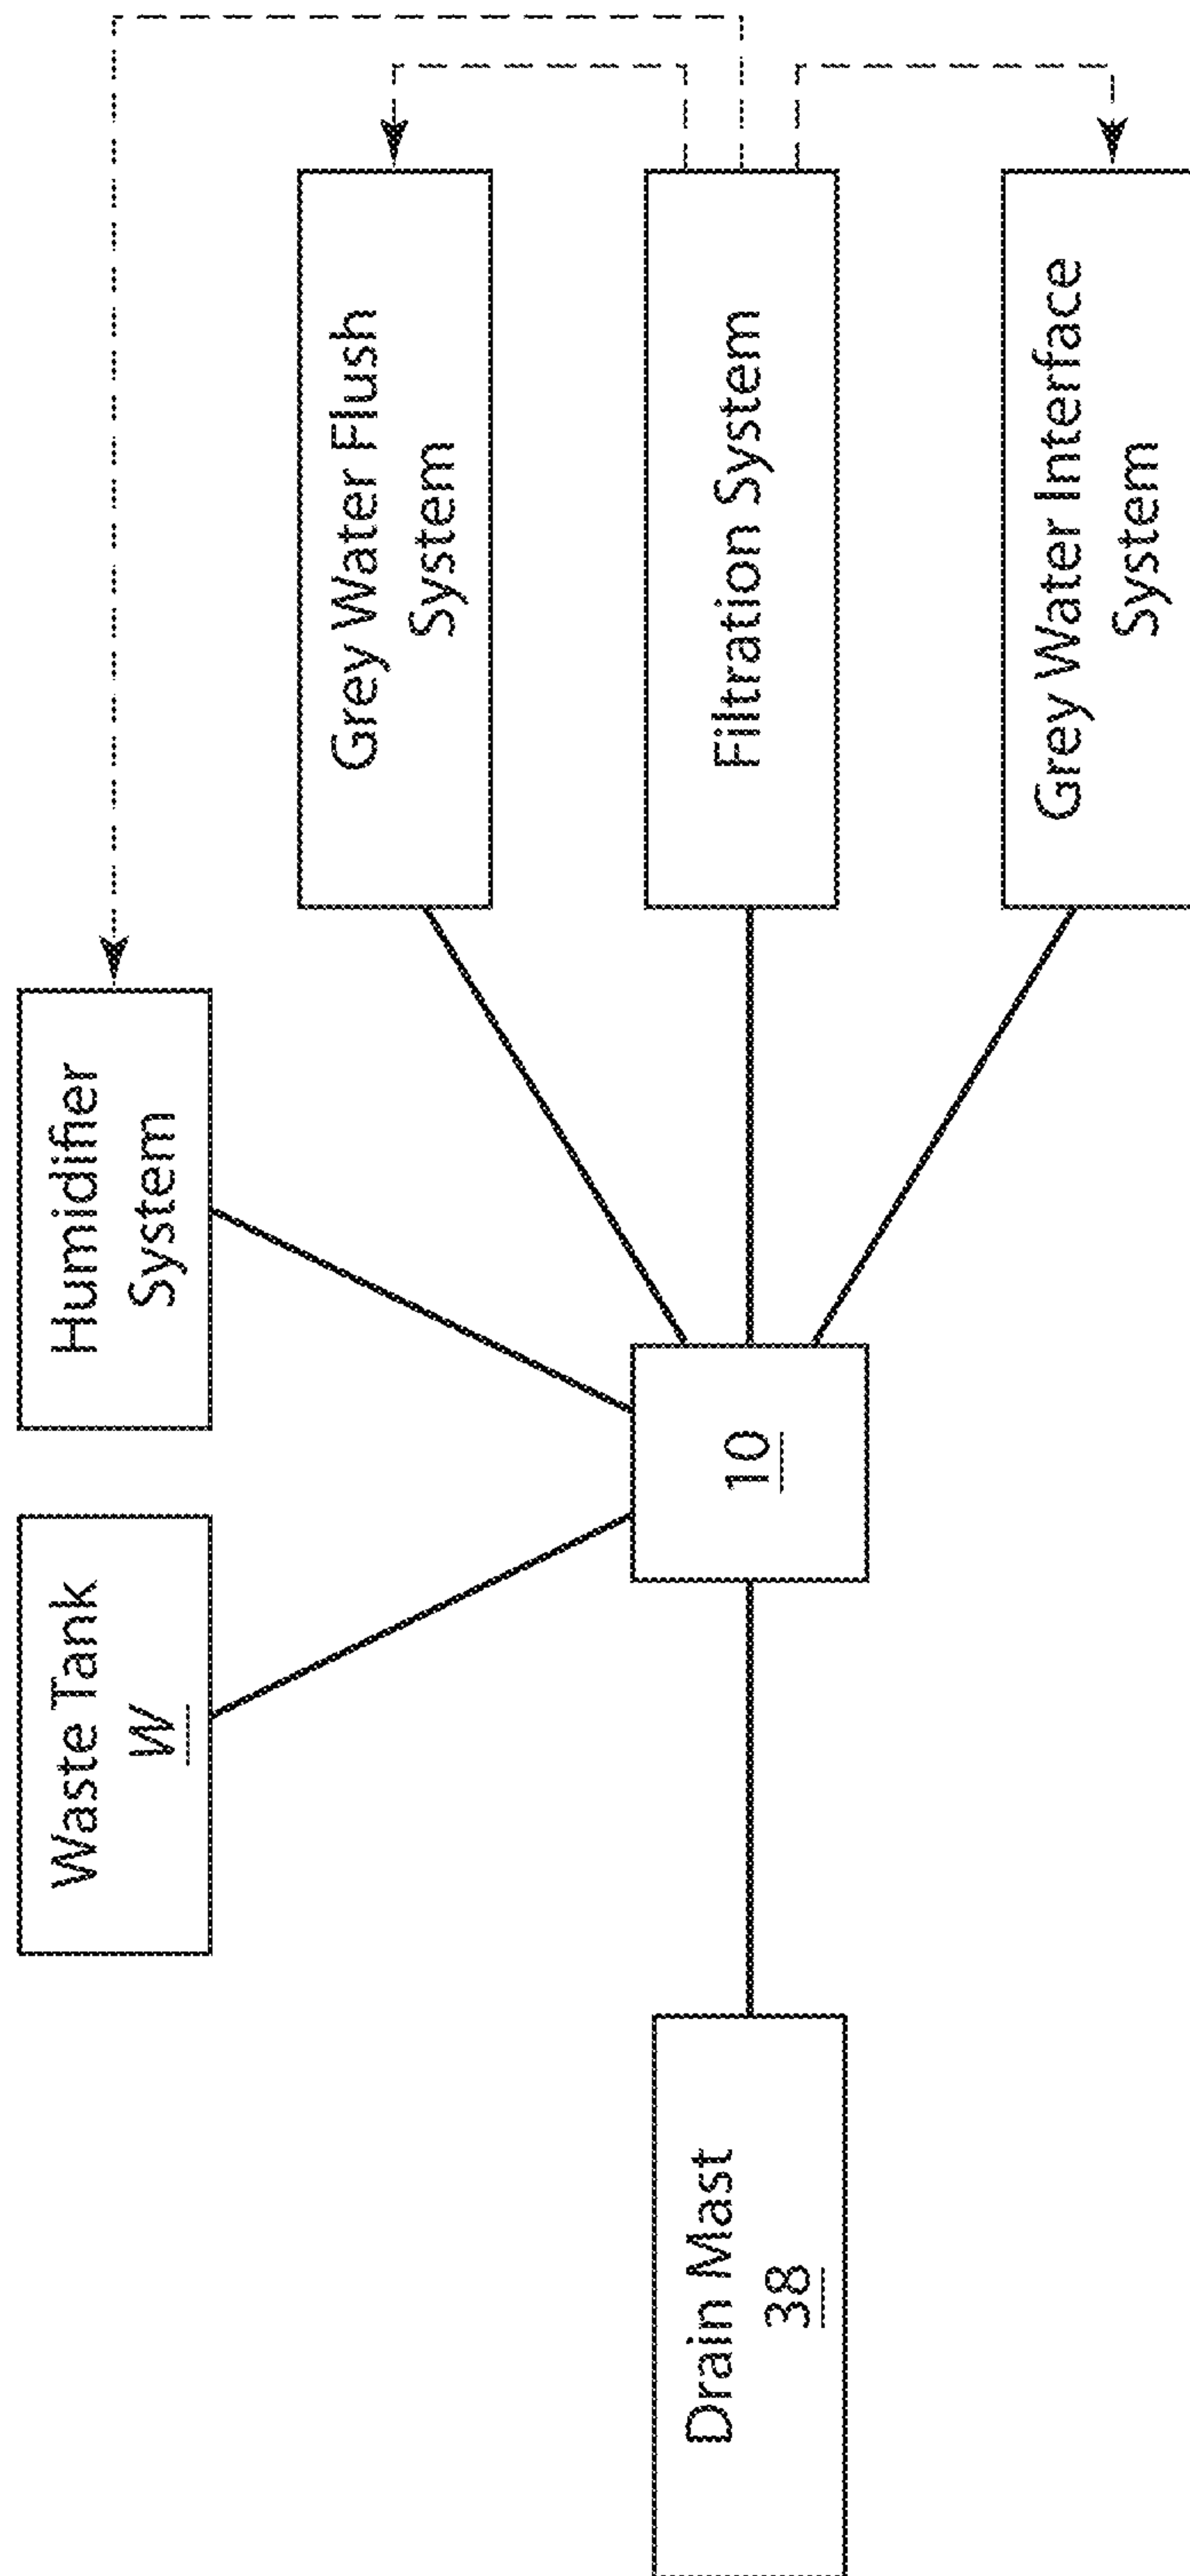 Waste Tank
W
Humidifier
System
Grey Water Flush
System
Drain Mast
38
10
Filtration System
Grey Water Interface
System